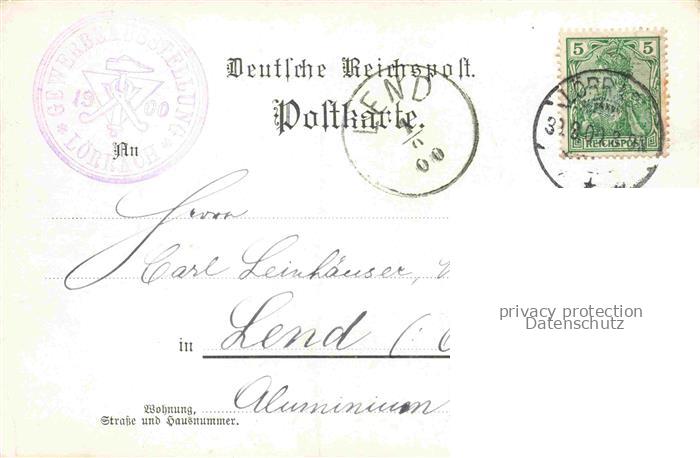 GEWERBEAUSSTELLUNG
1900
LÖRRACH
Deutsche Reichspost.
Postkarte.
LEND
00
5 5
REICHSPOST
An
Herrn
Carl Leinhäuser,
privacy protection
Datenschutz
in Lend (
Aluminium
Wohnung,
Straße und Hausnummer.